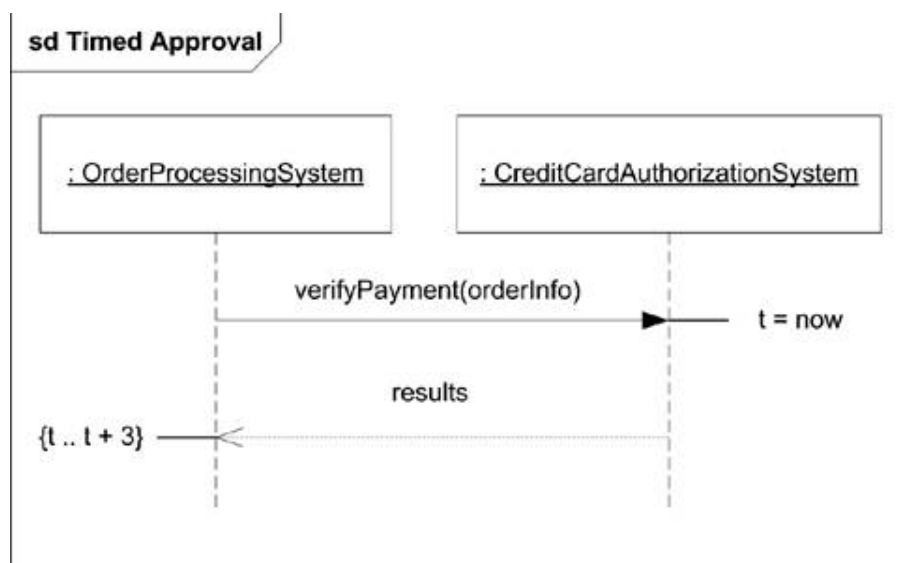 sd Timed Approval
: OrderProcessingSystem
: CreditCardAuthorizationSystem
verifyPayment(orderInfo)
t = now
results
{t .. t + 3}